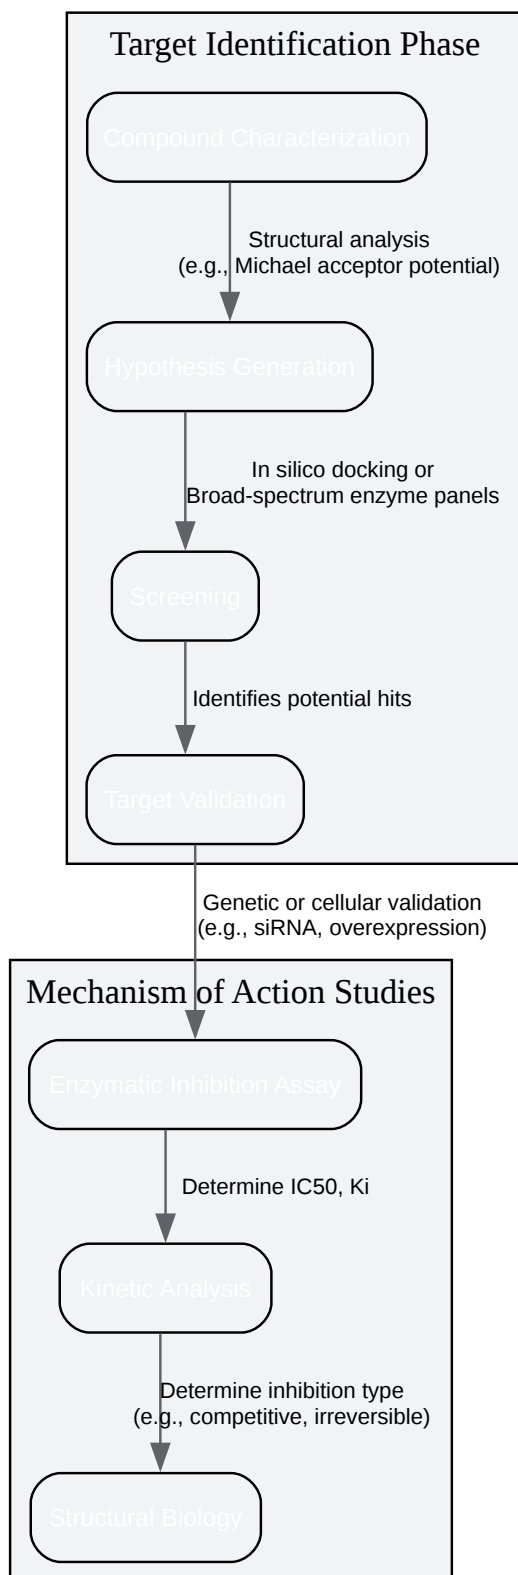 Target Identification Phase
Compound Characterization
Structural analysis
(e.g., Michael acceptor potential)
Hypothesis Generation
In silico docking or
Broad-spectrum enzyme panels
Screening
Identifies potential hits
Target Validation
Genetic or cellular validation
(e.g., siRNA, overexpression)
Mechanism of Action Studies
Enzymatic Inhibition Assay
Determine IC50, Ki
Kinetic Analysis
Determine inhibition type
(e.g., competitive, irreversible)
Structural Biology